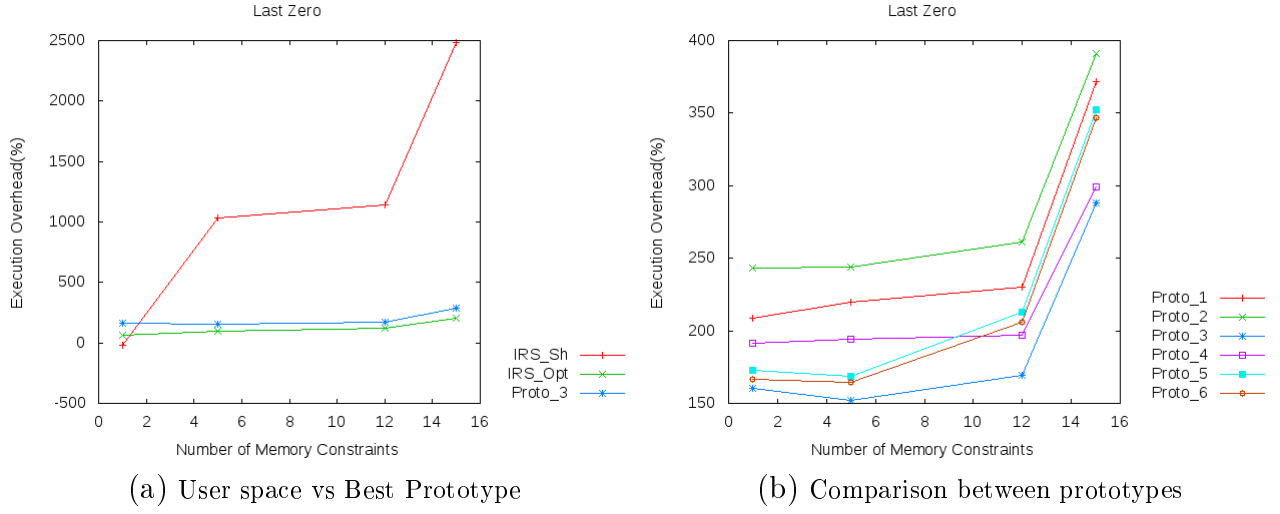 Last Zero
2500
2000
1500
1000
500
0
-500
0 2 4 6 8 10 12 14 16
Execution Overhead(%)
Number of Memory Constraints
IRS_Sh
IRS_Opt
Proto_3
(a) User space vs Best Prototype
Last Zero
400
350
300
250
200
150
0 2 4 6 8 10 12 14 16
Execution Overhead(%)
Number of Memory Constraints
Proto_1
Proto_2
Proto_3
Proto_4
Proto_5
Proto_6
(b) Comparison between prototypes